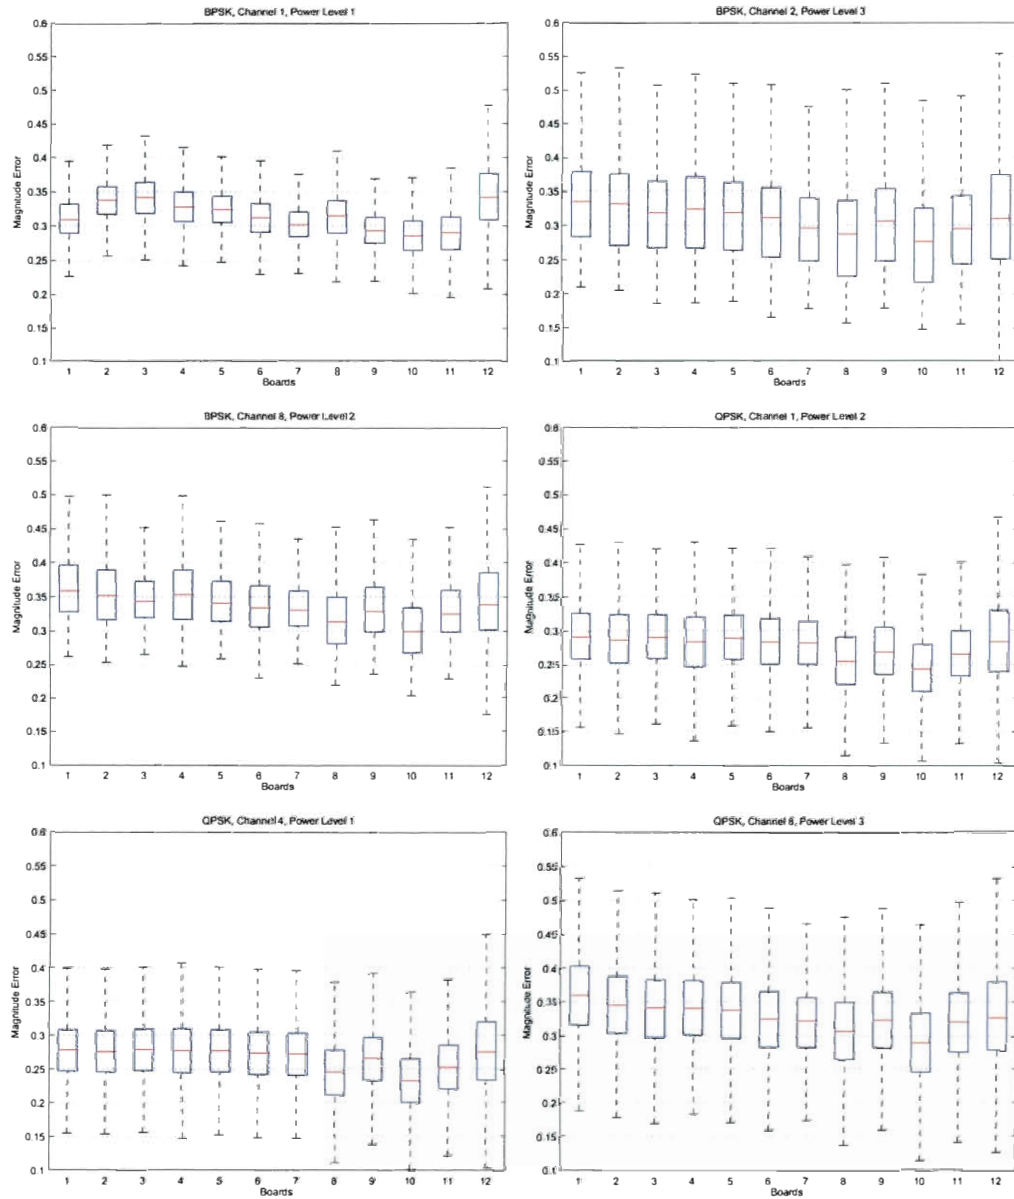 BPSK, Channel 1, Power Level 1
Magnitude Error
0.6
0.55
0.5
0.45
0.4
0.35
0.3
0.25
0.2
0.15
0.1
1 2 3 4 5 6 7 8 9 10 11 12
Boards
BPSK, Channel 2, Power Level 3
Magnitude Error
0.6
0.55
0.5
0.45
0.4
0.35
0.3
0.25
0.2
0.15
0.1
1 2 3 4 5 6 7 8 9 10 11 12
Boards
BPSK, Channel 8, Power Level 2
Magnitude Error
0.6
0.55
0.5
0.45
0.4
0.35
0.3
0.25
0.2
0.15
0.1
1 2 3 4 5 6 7 8 9 10 11 12
Boards
QPSK, Channel 1, Power Level 2
Magnitude Error
0.6
0.55
0.5
0.45
0.4
0.35
0.3
0.25
0.2
0.15
0.1
1 2 3 4 5 6 7 8 9 10 11 12
Boards
QPSK, Channel 4, Power Level 1
Magnitude Error
0.6
0.55
0.5
0.45
0.4
0.35
0.3
0.25
0.2
0.15
0.1
1 2 3 4 5 6 7 8 9 10 11 12
Boards
QPSK, Channel 6, Power Level 3
Magnitude Error
0.6
0.55
0.5
0.45
0.4
0.35
0.3
0.25
0.2
0.15
0.1
1 2 3 4 5 6 7 8 9 10 11 12
Boards